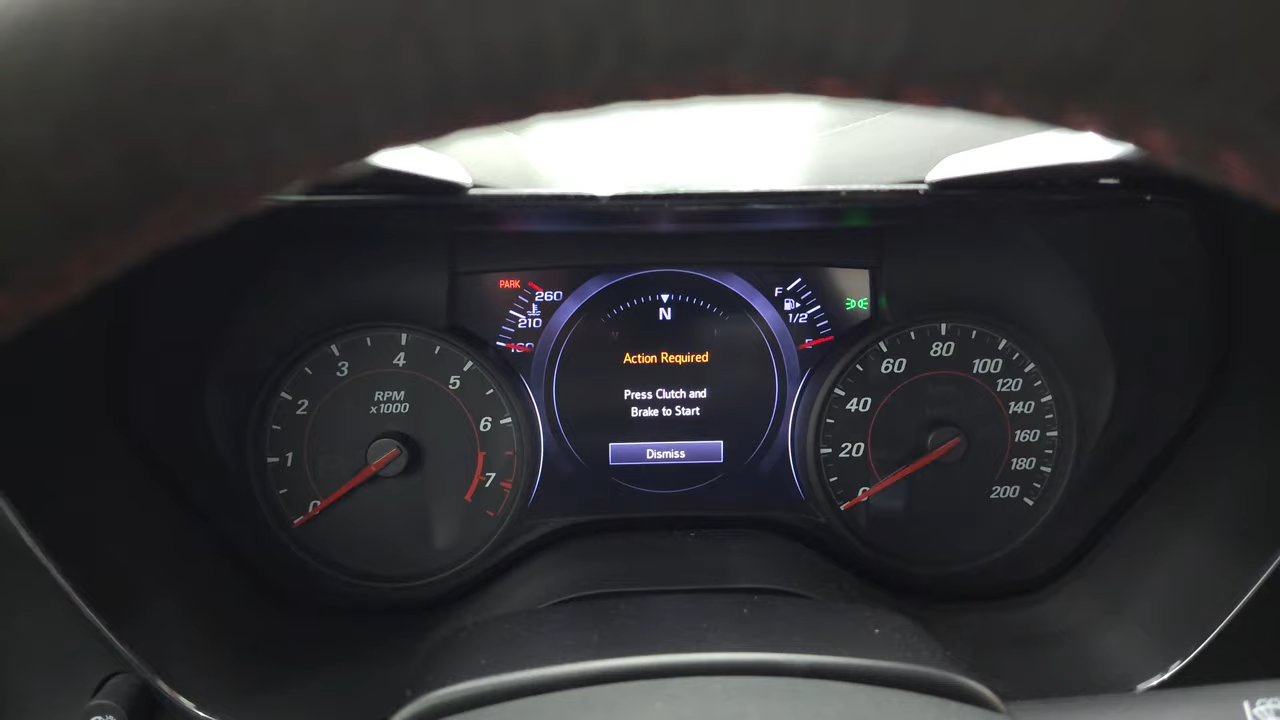 PARK
260
210
160
N
F
1/2
E
Action Required
Press Clutch and
Brake to Start
Dismiss
RPM
x1000
0
1
2
3
4
5
6
7
0
20
40
60
80
100
120
140
160
180
200